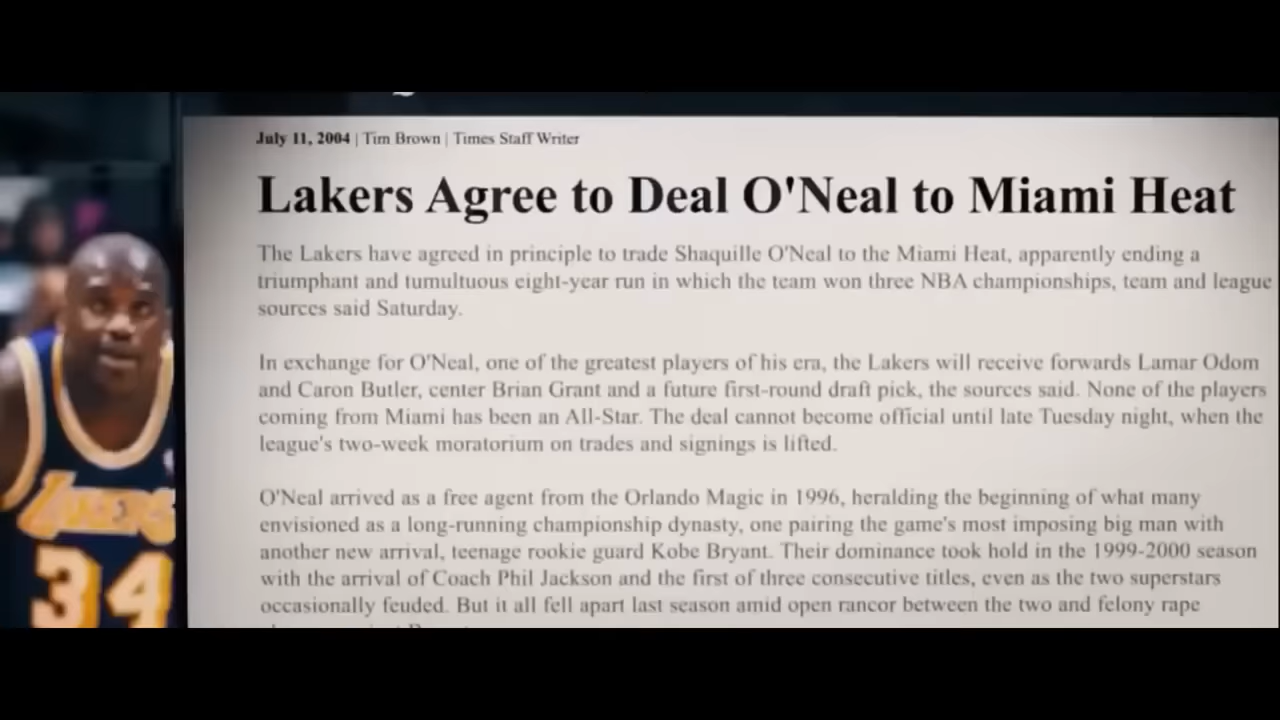 July 11, 2004 | Tim Brown | Times Staff Writer
Lakers Agree to Deal O'Neal to Miami Heat
The Lakers have agreed in principle to trade Shaquille O'Neal to the Miami Heat, apparently ending a
triumphant and tumultuous eight-year run in which the team won three NBA championships, team and league
sources said Saturday.
In exchange for O'Neal, one of the greatest players of his era, the Lakers will receive forwards Lamar Odom
and Caron Butler, center Brian Grant and a future first-round draft pick, the sources said. None of the players
coming from Miami has been an All-Star. The deal cannot become official until late Tuesday night, when the
league's two-week moratorium on trades and signings is lifted.
O'Neal arrived as a free agent from the Orlando Magic in 1996, heralding the beginning of what many
envisioned as a long-running championship dynasty, one pairing the game's most imposing big man with
another new arrival, teenage rookie guard Kobe Bryant. Their dominance took hold in the 1999-2000 season
with the arrival of Coach Phil Jackson and the first of three consecutive titles, even as the two superstars
occasionally feuded. But it all fell apart last season amid open rancor between the two and felony rape
LAKERS
34